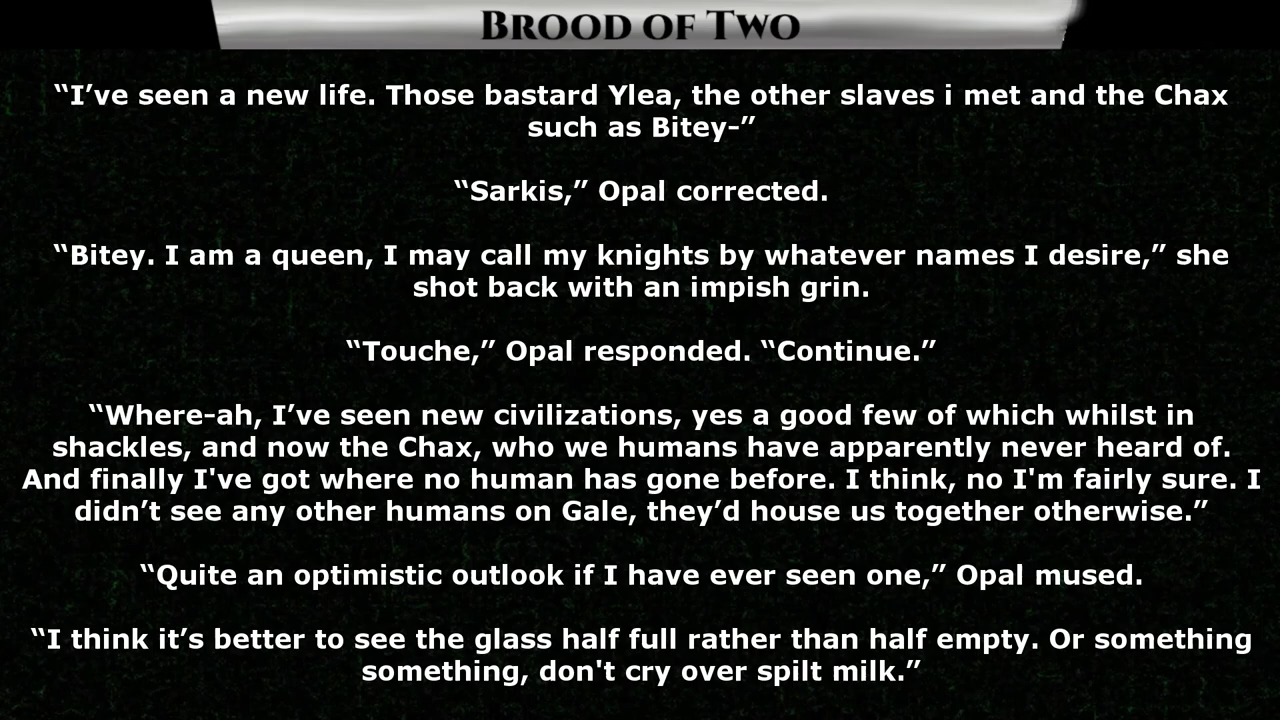 Brood of Two
“I’ve seen a new life. Those bastard Ylea, the other slaves i met and the Chax
such as Bitey-”
“Sarkis,” Opal corrected.
“Bitey. I am a queen, I may call my knights by whatever names I desire,” she
shot back with an impish grin.
“Touche,” Opal responded. “Continue.”
“Where-ah, I’ve seen new civilizations, yes a good few of which whilst in
shackles, and now the Chax, who we humans have apparently never heard of.
And finally I've got where no human has gone before. I think, no I'm fairly sure. I
didn’t see any other humans on Gale, they’d house us together otherwise.”
“Quite an optimistic outlook if I have ever seen one,” Opal mused.
“I think it’s better to see the glass half full rather than half empty. Or something
something, don't cry over spilt milk.”